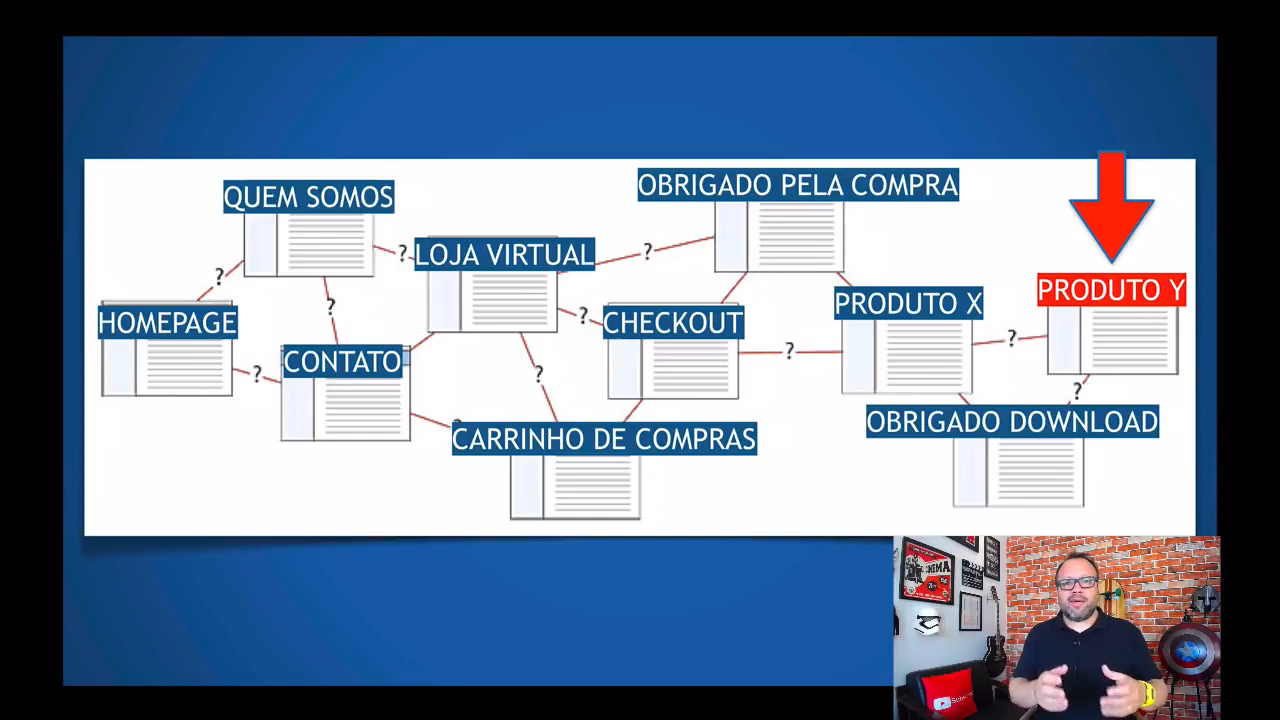 QUEM SOMOS
OBRIGADO PELA COMPRA
LOJA VIRTUAL
PRODUTO Y
HOMEPAGE
CHECKOUT
PRODUTO X
CONTATO
CARRINHO DE COMPRAS
OBRIGADO DOWNLOAD
?
?
?
?
?
?
?
?
?
?